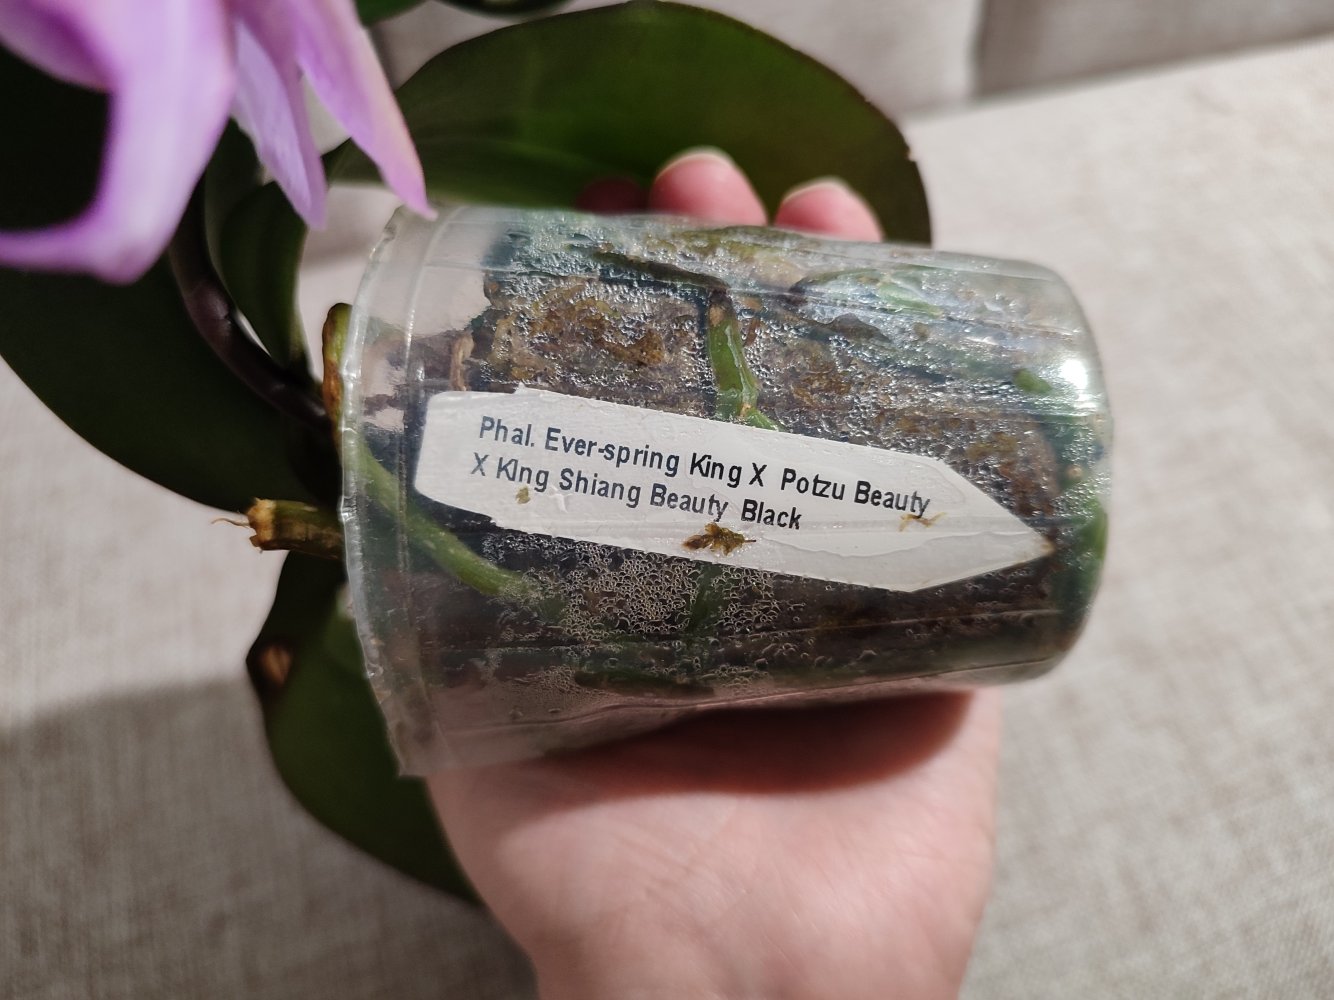 Phal. Ever-spring King X Potzu Beauty
X KIng Shiang Beauty Black